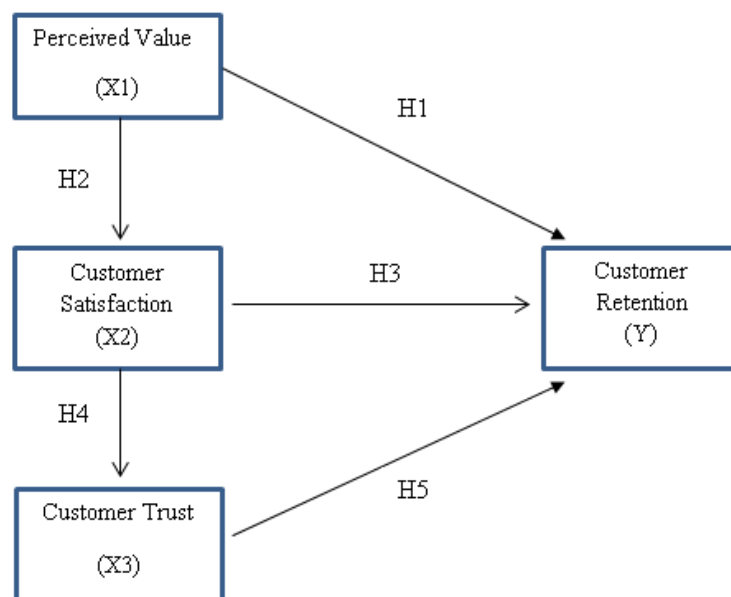 Perceived Value
(X1)
H1
H2
Customer
Satisfaction
(X2)
H3
Customer
Retention
(Y)
H4
Customer Trust
(X3)
H5